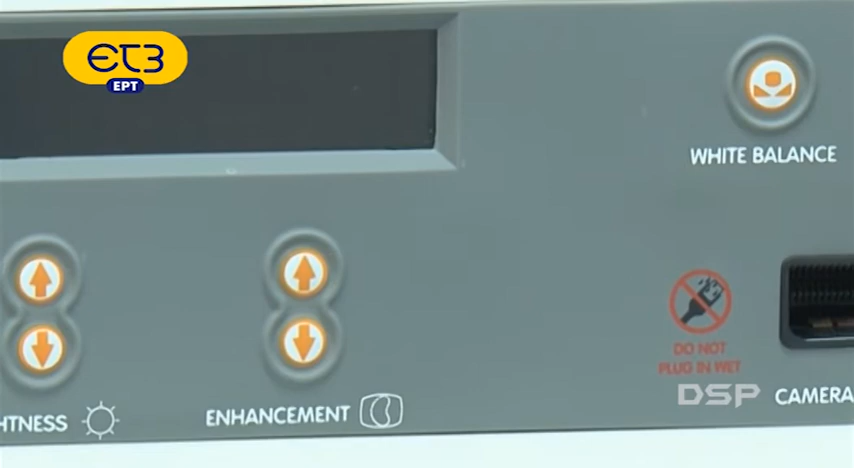 ετ3
ΕΡΤ
WHITE BALANCE
DO NOT
PLUG IN WET
DSP
HTNESS
ENHANCEMENT
CAMERA